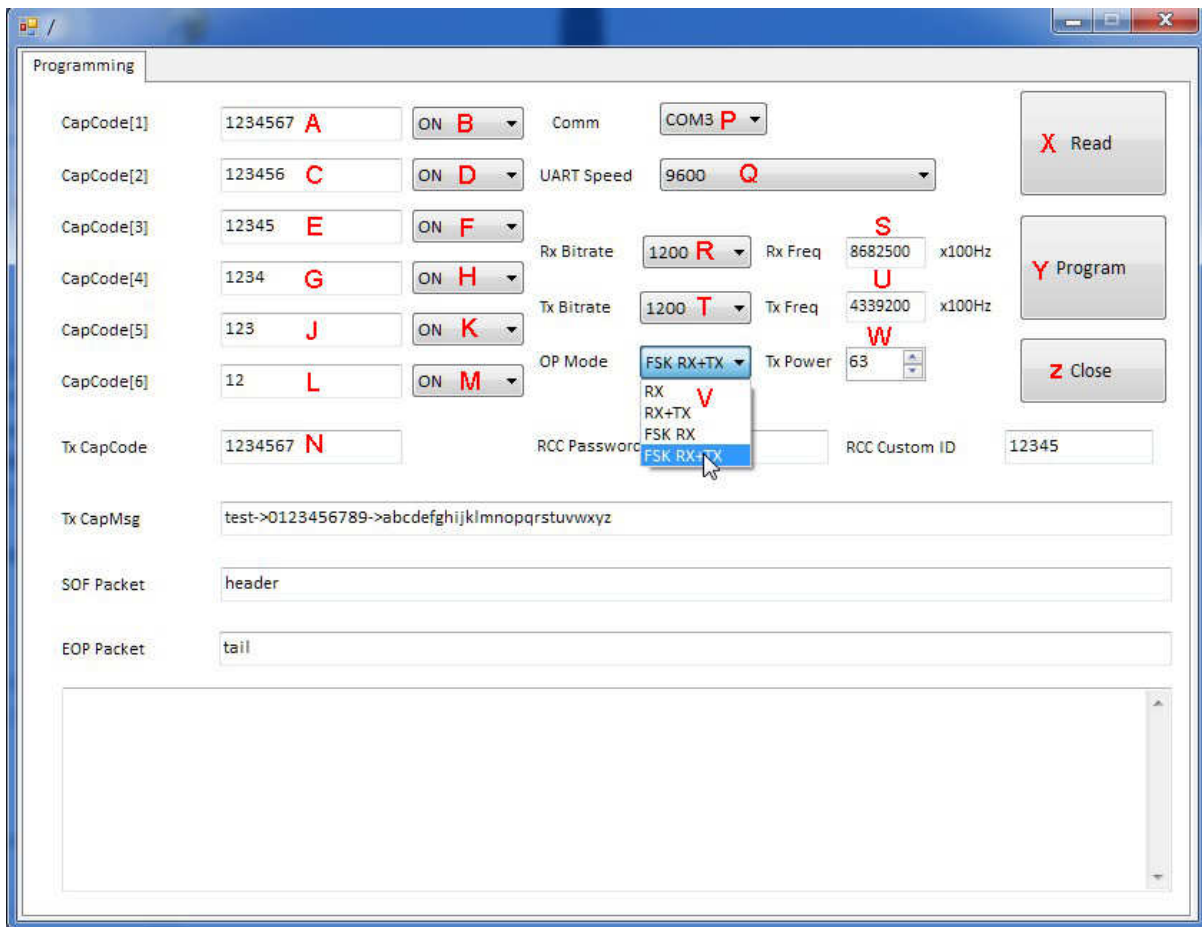 /
Programming
CapCode[1] 1234567 A ON B Comm COM3 P X Read
CapCode[2] 123456 C ON D UART Speed 9600 Q
CapCode[3] 12345 E ON F S
Rx Bitrate 1200 R Rx Freq 8682500 x100Hz
CapCode[4] 1234 G ON H U Y Program
Tx Bitrate 1200 T Tx Freq 4339200 x100Hz
CapCode[5] 123 J ON K W
OP Mode FSK RX+TX Tx Power 63 Z Close
CapCode[6] 12 L ON M
RX V
RX+TX
FSK RX
FSK RX+TX
Tx CapCode 1234567 N RCC Password RCC Custom ID 12345
Tx CapMsg test->0123456789->abcdefghijklmnopqrstuvwxyz
SOF Packet header
EOP Packet tail